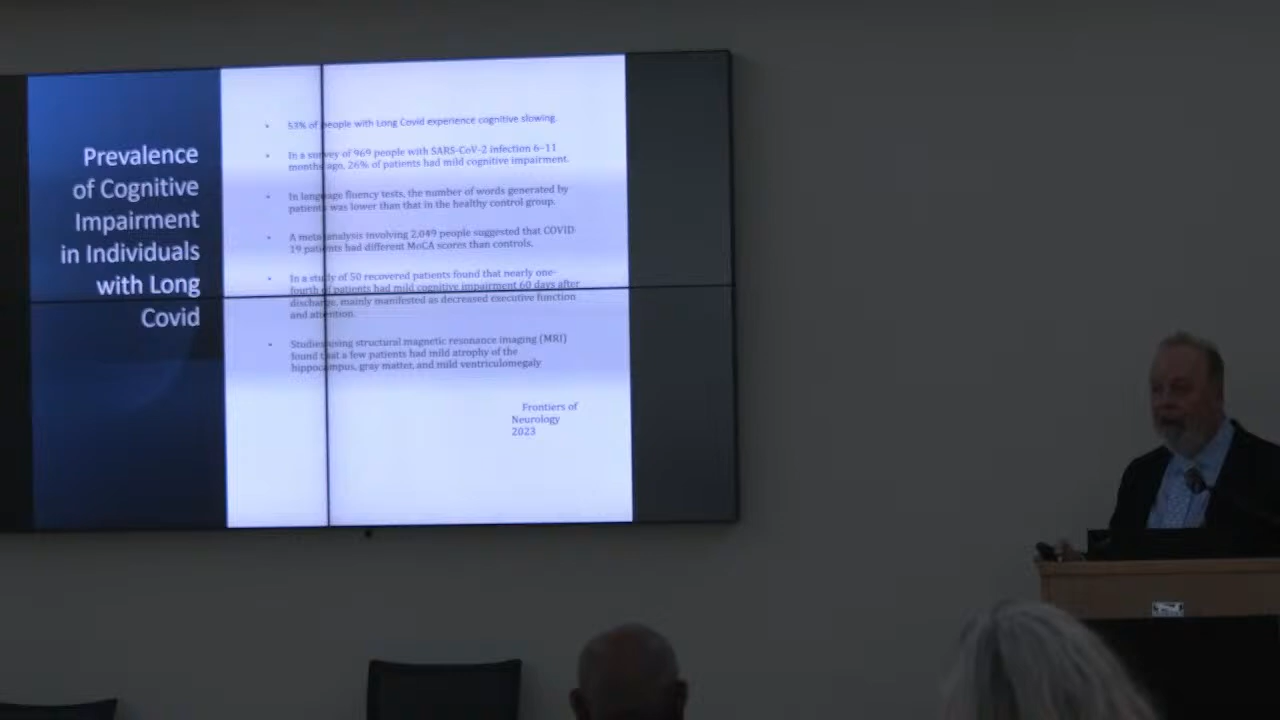 Prevalence
of Cognitive
Impairment
in Individuals
with Long
Covid
53% of people with Long Covid experience cognitive slowing.
In a survey of 969 people with SARS-CoV-2 infection 6–11
months ago, 26% of patients had mild cognitive impairment.
In language fluency tests, the number of words generated by
patients was lower than that in the healthy control group.
A meta-analysis involving 2,049 people suggested that COVID-
19 patients had different MoCA scores than controls.
In a study of 50 recovered patients found that nearly one-
fourth of patients had mild cognitive impairment 60 days after
discharge, mainly manifested as decreased executive function
and attention.
Studies using structural magnetic resonance imaging (MRI)
found that a few patients had mild atrophy of the
hippocampus, gray matter, and mild ventriculomegaly
Frontiers of
Neurology
2023